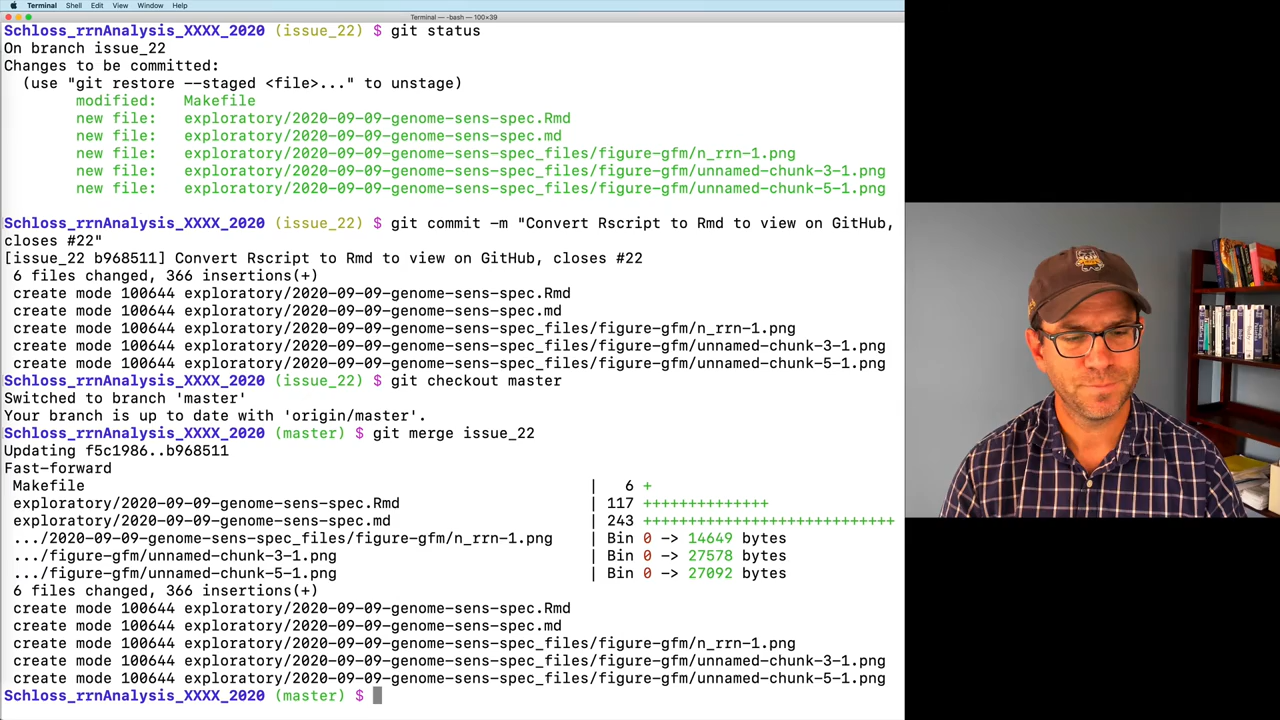 Terminal Shell Edit View Window Help
Terminal — -bash — 100×39
Schloss_rrnAnalysis_XXXX_2020 (issue_22) $ git status
On branch issue_22
Changes to be committed:
(use "git restore --staged <file>..." to unstage)
modified: Makefile
new file: exploratory/2020-09-09-genome-sens-spec.Rmd
new file: exploratory/2020-09-09-genome-sens-spec.md
new file: exploratory/2020-09-09-genome-sens-spec_files/figure-gfm/n_rrn-1.png
new file: exploratory/2020-09-09-genome-sens-spec_files/figure-gfm/unnamed-chunk-3-1.png
new file: exploratory/2020-09-09-genome-sens-spec_files/figure-gfm/unnamed-chunk-5-1.png
Schloss_rrnAnalysis_XXXX_2020 (issue_22) $ git commit -m "Convert Rscript to Rmd to view on GitHub,
closes #22"
[issue_22 b968511] Convert Rscript to Rmd to view on GitHub, closes #22
6 files changed, 366 insertions(+)
create mode 100644 exploratory/2020-09-09-genome-sens-spec.Rmd
create mode 100644 exploratory/2020-09-09-genome-sens-spec.md
create mode 100644 exploratory/2020-09-09-genome-sens-spec_files/figure-gfm/n_rrn-1.png
create mode 100644 exploratory/2020-09-09-genome-sens-spec_files/figure-gfm/unnamed-chunk-3-1.png
create mode 100644 exploratory/2020-09-09-genome-sens-spec_files/figure-gfm/unnamed-chunk-5-1.png
Schloss_rrnAnalysis_XXXX_2020 (issue_22) $ git checkout master
Switched to branch 'master'
Your branch is up to date with 'origin/master'.
Schloss_rrnAnalysis_XXXX_2020 (master) $ git merge issue_22
Updating f5c1986..b968511
Fast-forward
Makefile | 6 +
exploratory/2020-09-09-genome-sens-spec.Rmd | 117 ++++++++++++++
exploratory/2020-09-09-genome-sens-spec.md | 243 ++++++++++++++++++++++++++++
.../2020-09-09-genome-sens-spec_files/figure-gfm/n_rrn-1.png | Bin 0 -> 14649 bytes
.../figure-gfm/unnamed-chunk-3-1.png | Bin 0 -> 27578 bytes
.../figure-gfm/unnamed-chunk-5-1.png | Bin 0 -> 27092 bytes
6 files changed, 366 insertions(+)
create mode 100644 exploratory/2020-09-09-genome-sens-spec.Rmd
create mode 100644 exploratory/2020-09-09-genome-sens-spec.md
create mode 100644 exploratory/2020-09-09-genome-sens-spec_files/figure-gfm/n_rrn-1.png
create mode 100644 exploratory/2020-09-09-genome-sens-spec_files/figure-gfm/unnamed-chunk-3-1.png
create mode 100644 exploratory/2020-09-09-genome-sens-spec_files/figure-gfm/unnamed-chunk-5-1.png
Schloss_rrnAnalysis_XXXX_2020 (master) $